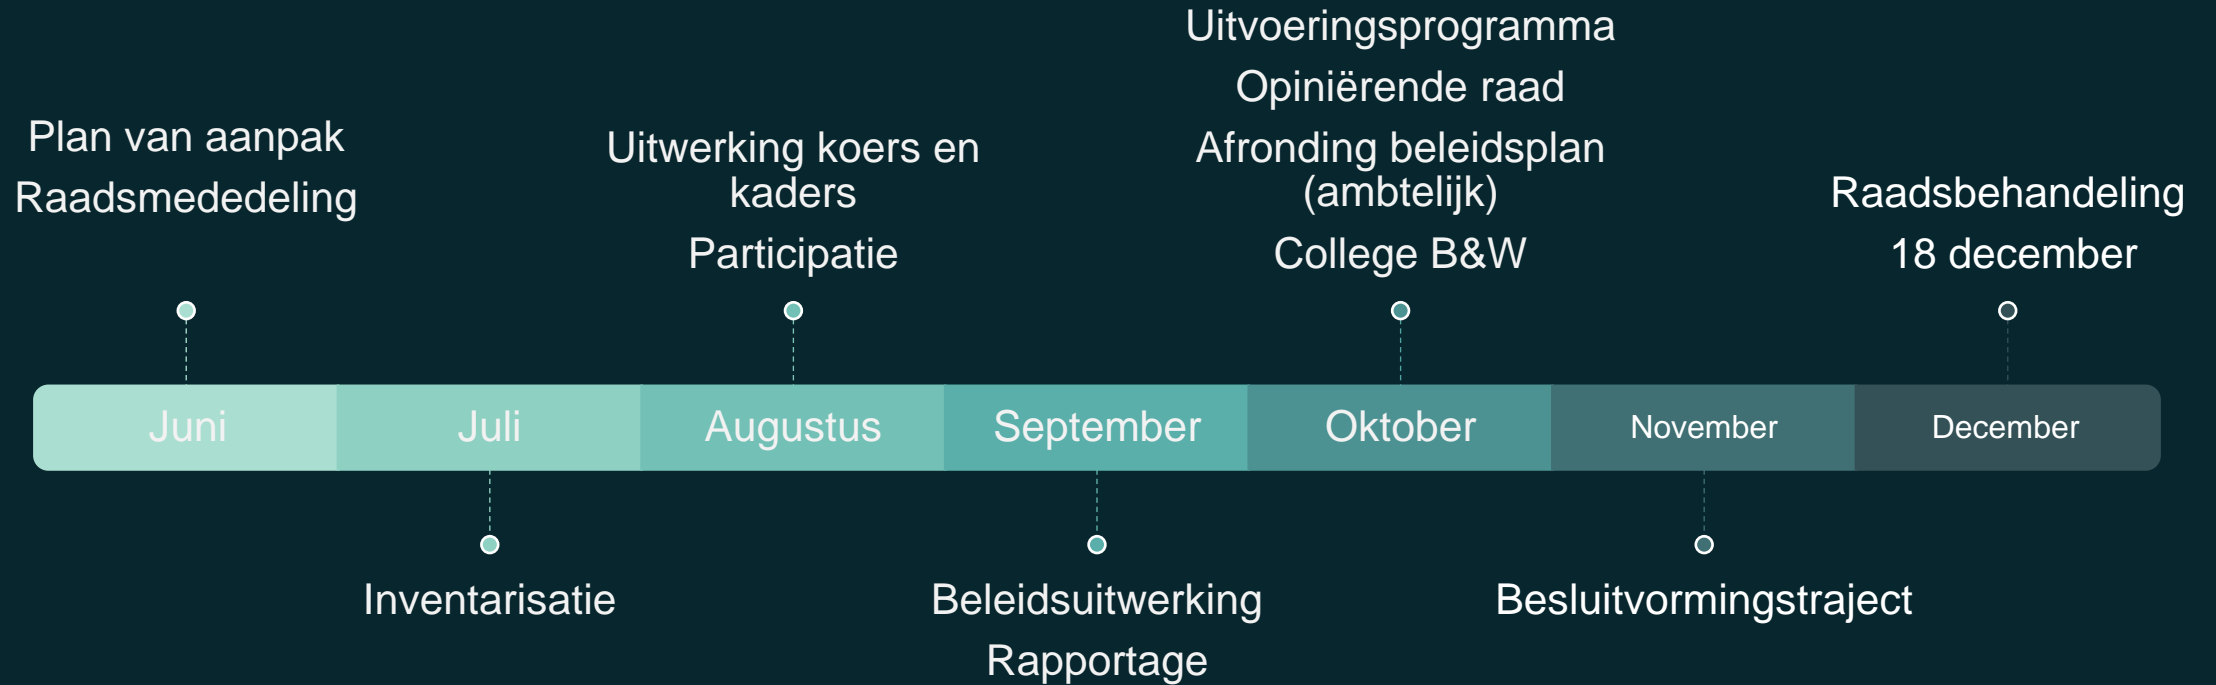 Uitvoeringsprogramma
Opiniërende raad
Afronding beleidsplan
(ambtelijk)
College B&W
Plan van aanpak
Raadsmededeling
Uitwerking koers en
kaders
Participatie
Raadsbehandeling
18 december
Juni
Juli
Augustus
September
Oktober
November
December
Inventarisatie
Beleidsuitwerking
Rapportage
Besluitvormingstraject